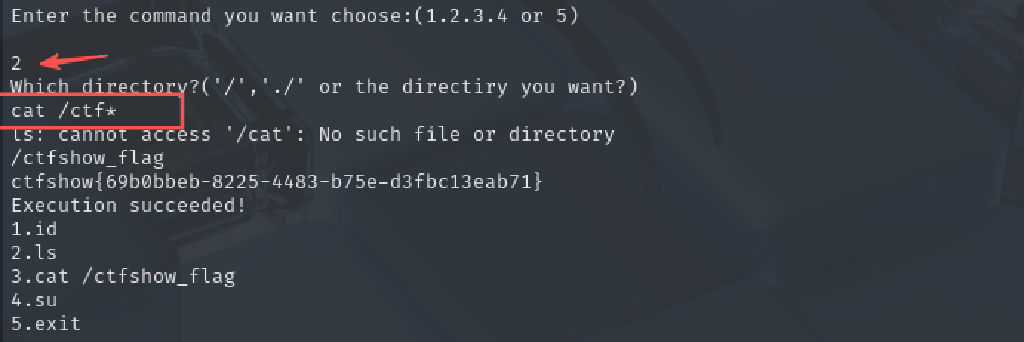 Enter the command you want choose:(1.2.3.4 or 5)
2
Which directory?('/','./' or the directiry you want?)
cat /ctf*
ls: cannot access '/cat': No such file or directory
/ctfshow_flag
ctfshow{69b0bbeb-8225-4483-b75e-d3fbc13eab71}
Execution succeeded!
1.id
2.ls
3.cat /ctfshow_flag
4.su
5.exit